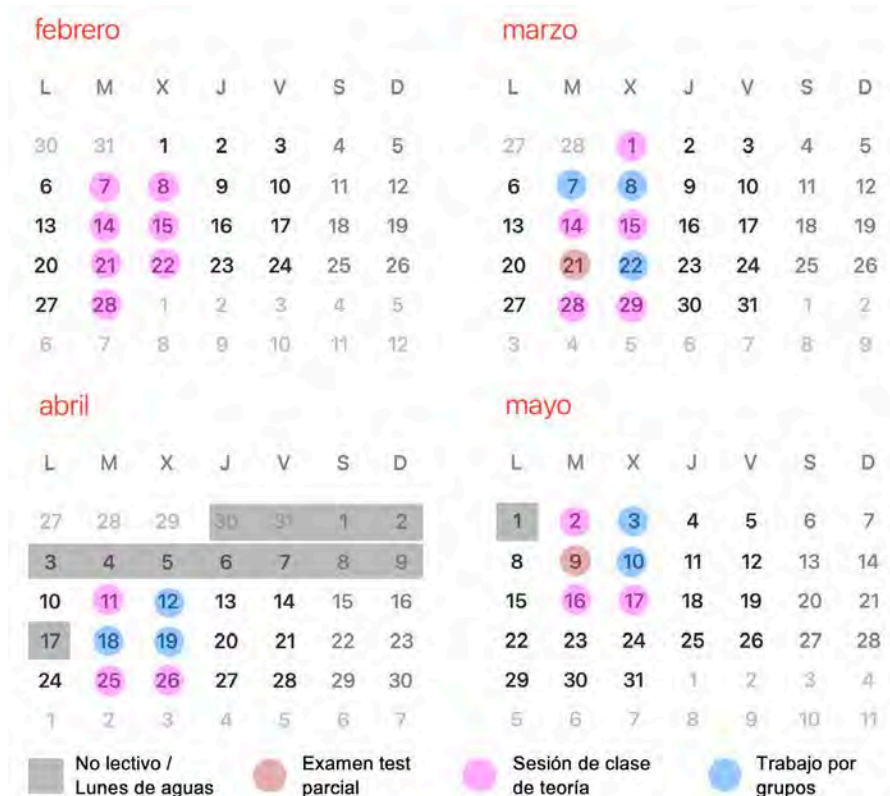 febrero
L M X J V S D
30 31 1 2 3 4 5
6 7 8 9 10 11 12
13 14 15 16 17 18 19
20 21 22 23 24 25 26
27 28 1 2 3 4 5
6 7 8 9 10 11 12
marzo
L M X J V S D
27 28 1 2 3 4 5
6 7 8 9 10 11 12
13 14 15 16 17 18 19
20 21 22 23 24 25 26
27 28 29 30 31 1 2
3 4 5 6 7 8 9
abril
L M X J V S D
27 28 29 30 31 1 2
3 4 5 6 7 8 9
10 11 12 13 14 15 16
17 18 19 20 21 22 23
24 25 26 27 28 29 30
1 2 3 4 5 6 7
mayo
L M X J V S D
1 2 3 4 5 6 7
8 9 10 11 12 13 14
15 16 17 18 19 20 21
22 23 24 25 26 27 28
29 30 31 1 2 3 4
5 6 7 8 9 10 11
No lectivo /
Lunes de aguas
Examen test
parcial
Sesión de clase
de teoría
Trabajo por
grupos